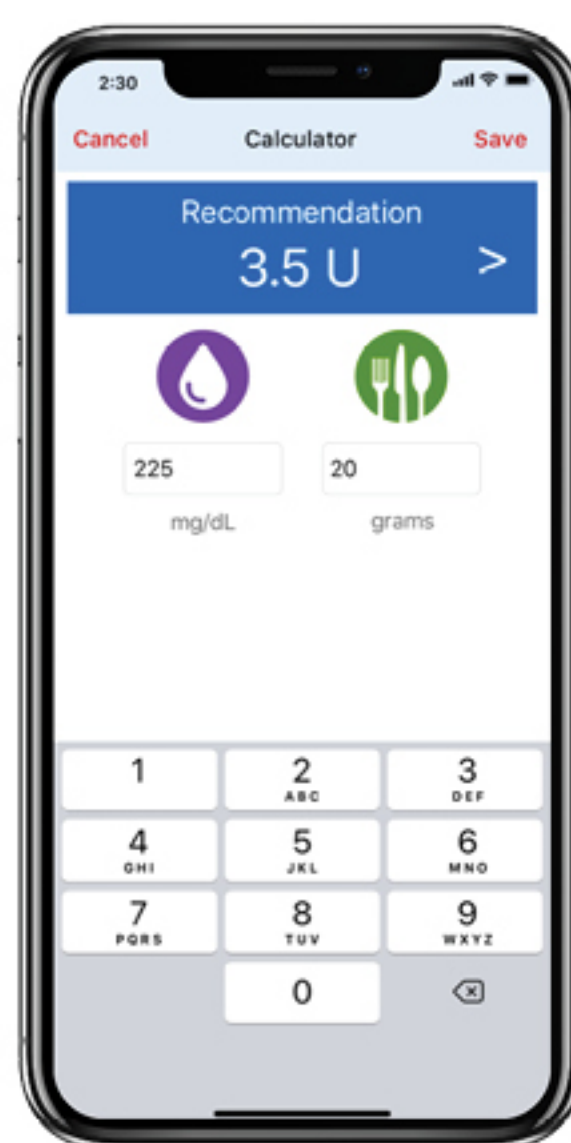 2:30
Cancel Calculator Save
Recommendation
3.5 U >
225 20
mg/dL grams
1 2 3
ABC DEF
4 5 6
GHI JKL MNO
7 8 9
PQRS TUV WXYZ
0